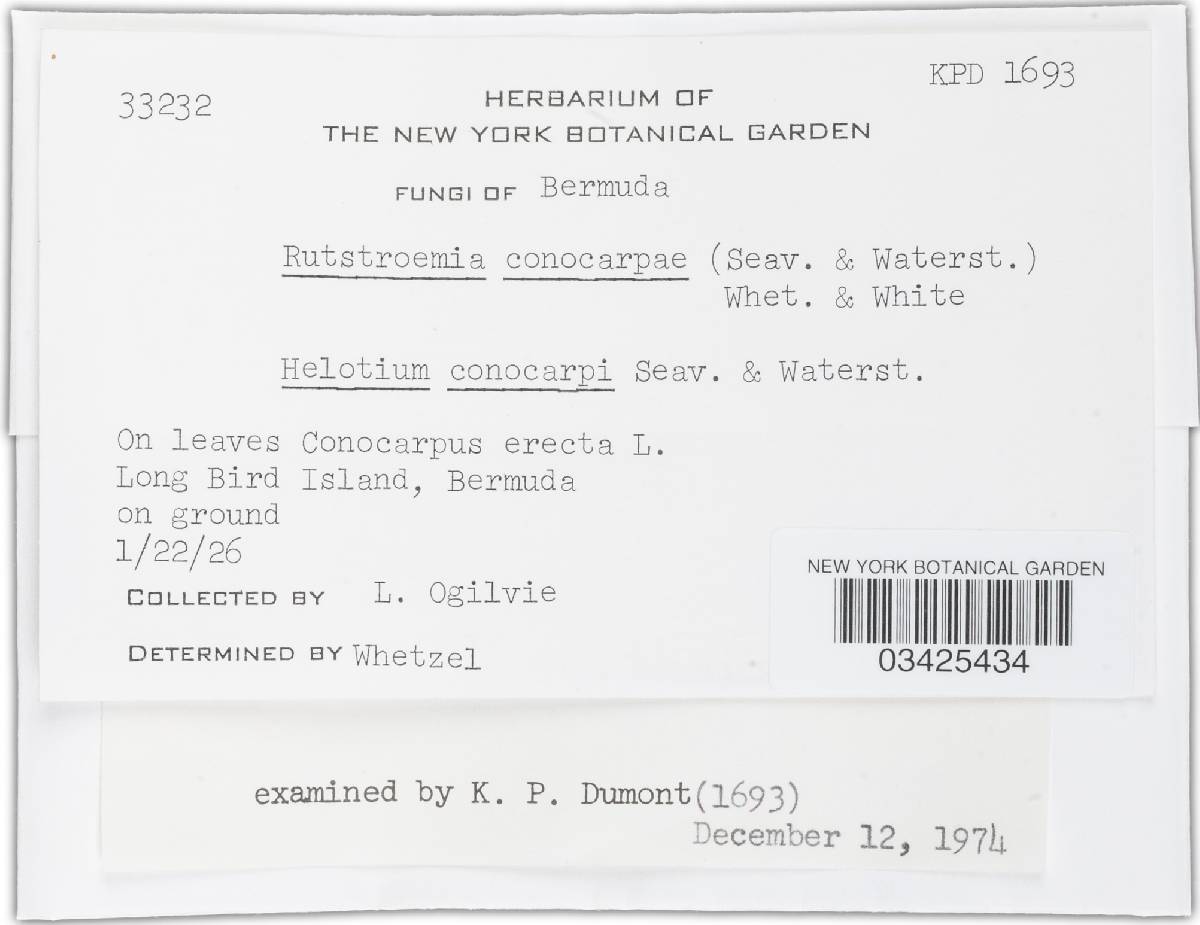 KPD 1693
33232
HERBARIUM OF
THE NEW YORK BOTANICAL GARDEN
FUNGI OF Bermuda
Rutstroemia conocarpae (Seav. & Waterst.)
Whet. & White
Helotium conocarpi Seav. & Waterst.
On leaves Conocarpus erecta L.
Long Bird Island, Bermuda
on ground
1/22/26
COLLECTED BY L. Ogilvie
DETERMINED BY Whetzel
NEW YORK BOTANICAL GARDEN
03425434
examined by K. P. Dumont(1693)
December 12, 1974